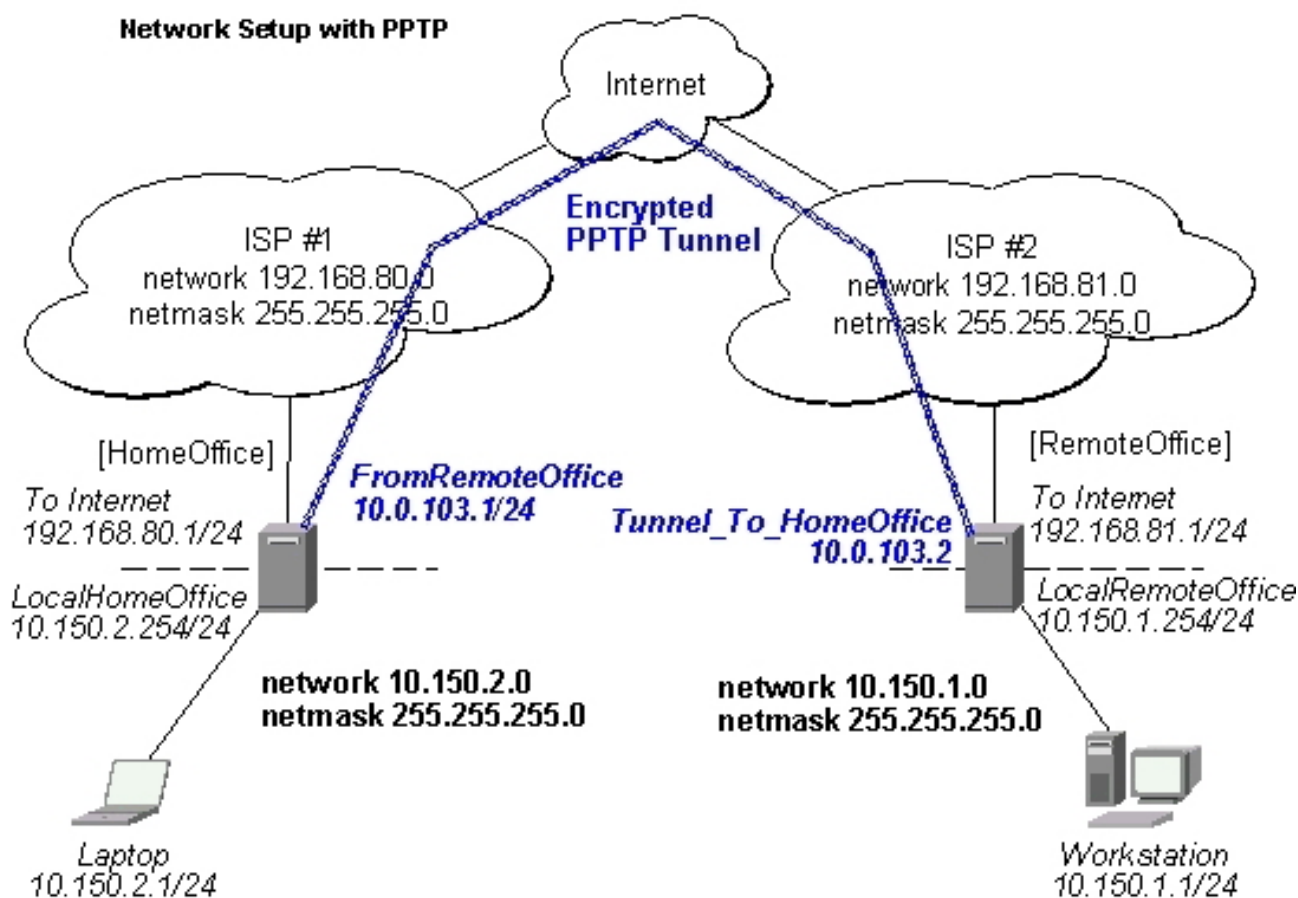 Network Setup with PPTP
Internet
Encrypted
PPTP Tunnel
ISP #1
network 192.168.80.0
netmask 255.255.255.0
ISP #2
network 192.168.81.0
netmask 255.255.255.0
[HomeOffice]
To Internet
192.168.80.1/24
FromRemoteOffice
10.0.103.1/24
Tunnel_To_HomeOffice
10.0.103.2
[RemoteOffice]
To Internet
192.168.81.1/24
LocalHomeOffice
10.150.2.254/24
LocalRemoteOffice
10.150.1.254/24
network 10.150.2.0
netmask 255.255.255.0
network 10.150.1.0
netmask 255.255.255.0
Laptop
10.150.2.1/24
Workstation
10.150.1.1/24